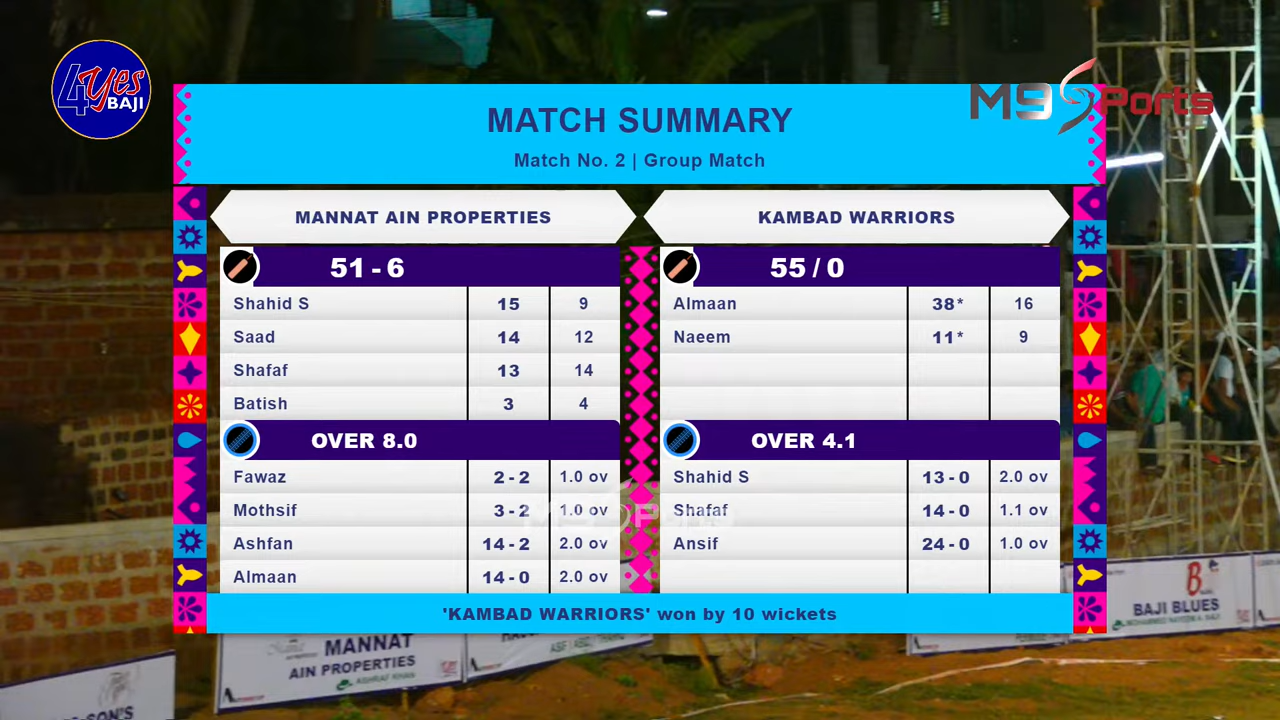 4Yes BAJI
M9 SPorts
MATCH SUMMARY
Match No. 2 | Group Match
MANNAT AIN PROPERTIES
51 - 6
Shahid S 15 9
Saad 14 12
Shafaf 13 14
Batish 3 4
OVER 8.0
Fawaz 2 - 2 1.0 ov
Mothsif 3 - 2 1.0 ov
Ashfan 14 - 2 2.0 ov
Almaan 14 - 0 2.0 ov
KAMBAD WARRIORS
55 / 0
Almaan 38* 16
Naeem 11* 9
OVER 4.1
Shahid S 13 - 0 2.0 ov
Shafaf 14 - 0 1.1 ov
Ansif 24 - 0 1.0 ov
M9 SPorts
'KAMBAD WARRIORS' won by 10 wickets
MANNAT
AIN PROPERTIES
ASHRAF KHAN
B
BAJI BLUES